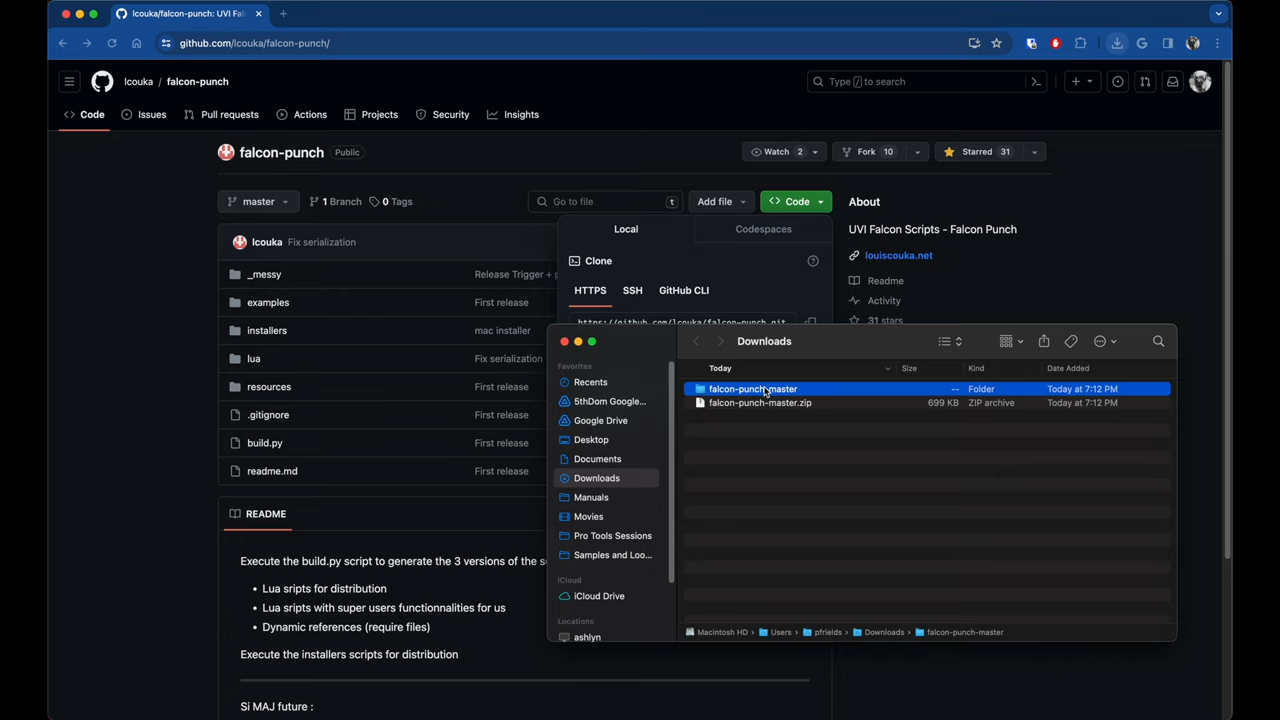 lcouka/falcon-punch: UVI Fal
github.com/lcouka/falcon-punch/
lcouka / falcon-punch
Type / to search
Code
Issues
Pull requests
Actions
Projects
Security
Insights
falcon-punch Public
Watch 2
Fork 10
Starred 31
master
1 Branch
0 Tags
Go to file t
Add file
Code
About
UVI Falcon Scripts - Falcon Punch
louiscouka.net
Readme
Activity
31 stars
lcouka Fix serialization
_messy Release Trigger + p
examples First release
installers mac installer
lua Fix serialization
resources First release
.gitignore First release
build.py First release
readme.md First release
Local
Codespaces
Clone
HTTPS SSH GitHub CLI
https://github.com/lcouka/falcon-punch.git
README
Execute the build.py script to generate the 3 versions of the s
Lua sripts for distribution
Lua sripts with super users functionnalities for us
Dynamic references (require files)
Execute the installers scripts for distribution
Si MAJ future :
Downloads
Today Size Kind Date Added
falcon-punch-master -- Folder Today at 7:12 PM
falcon-punch-master.zip 699 KB ZIP archive Today at 7:12 PM
Favorites
Recents
5thDom Google...
Google Drive
Desktop
Documents
Downloads
Manuals
Movies
Pro Tools Sessions
Samples and Loo...
iCloud
iCloud Drive
Locations
ashlyn
Macintosh HD › Users › pfields › Downloads › falcon-punch-master